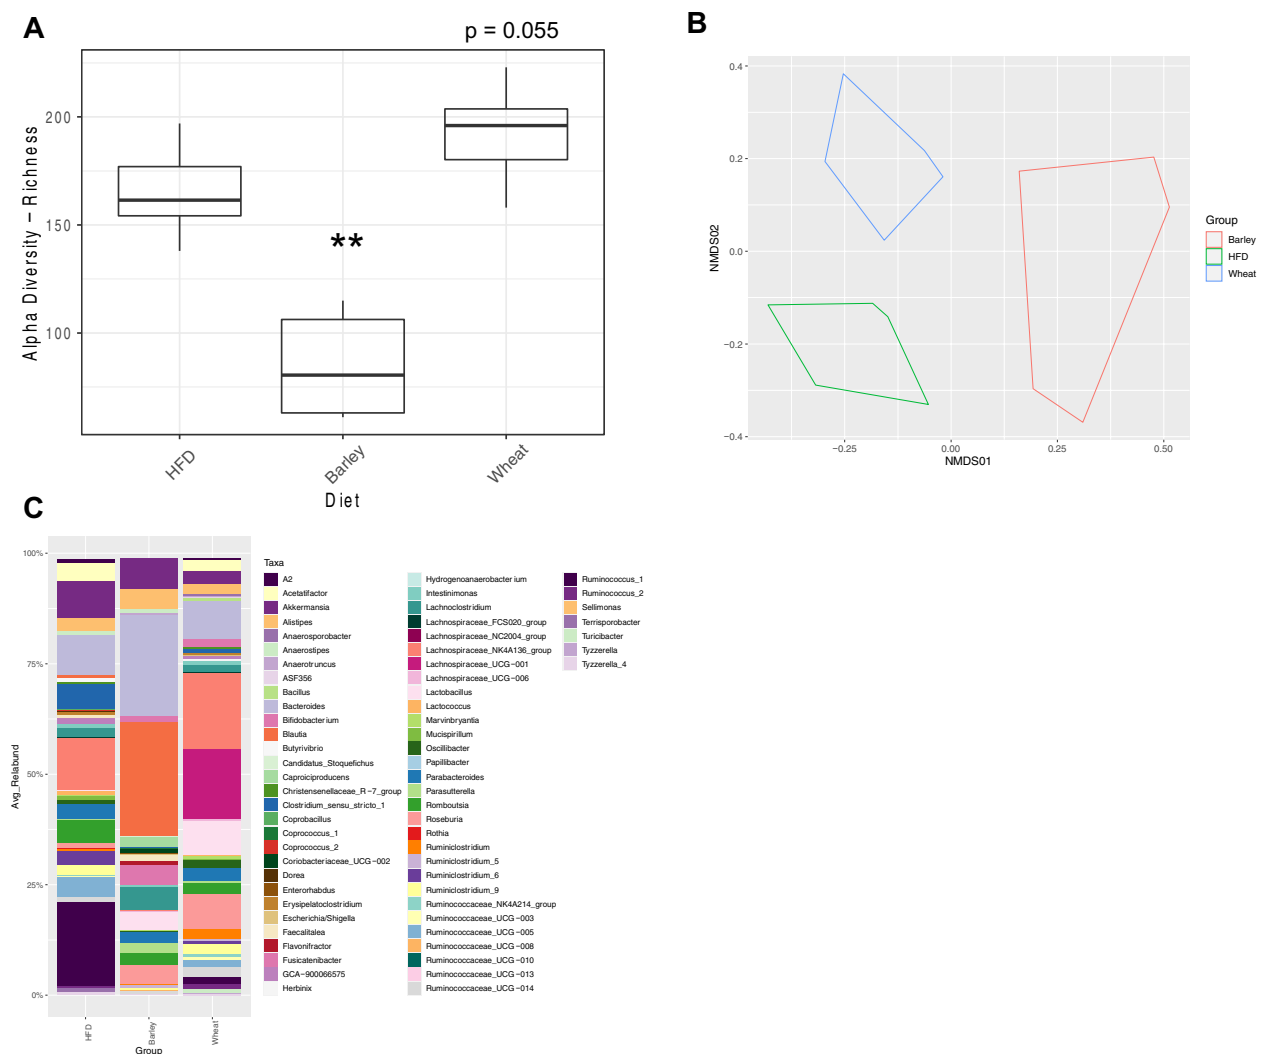 A
p = 0.055
Alpha Diversity – Richness
200
150
100
**
HFD
Barley
Wheat
Diet
B
0.4
0.2
0.0
−0.2
−0.4
NMDS02
−0.25
0.00
0.25
0.50
NMDS01
Group
Barley
HFD
Wheat
C
100%
75%
50%
25%
0%
Avg_Relabund
HFD
Barley
Wheat
Group
Taxa
A2
Acetatifactor
Akkermansia
Alistipes
Anaerosporobacter
Anaerostipes
Anaerotruncus
ASF356
Bacillus
Bacteroides
Bifidobacterium
Blautia
Butyrivibrio
Candidatus_Stoquefichus
Caproiciproducens
Christensenellaceae_R−7_group
Clostridium_sensu_stricto_1
Coprobacillus
Coprococcus_1
Coprococcus_2
Coriobacteriaceae_UCG−002
Dorea
Enterorhabdus
Erysipelatoclostridium
Escherichia/Shigella
Faecalitalea
Flavonifractor
Fusicatenibacter
GCA−900066575
Herbinix
Hydrogenoanaerobacterium
Intestinimonas
Lachnoclostridium
Lachnospiraceae_FCS020_group
Lachnospiraceae_NC2004_group
Lachnospiraceae_NK4A136_group
Lachnospiraceae_UCG−001
Lachnospiraceae_UCG−006
Lactobacillus
Lactococcus
Marvinbryantia
Mucispirillum
Oscillibacter
Papillibacter
Parabacteroides
Parasutterella
Romboutsia
Roseburia
Rothia
Ruminiclostridium
Ruminiclostridium_5
Ruminiclostridium_6
Ruminiclostridium_9
Ruminococcaceae_NK4A214_group
Ruminococcaceae_UCG−003
Ruminococcaceae_UCG−005
Ruminococcaceae_UCG−008
Ruminococcaceae_UCG−010
Ruminococcaceae_UCG−013
Ruminococcaceae_UCG−014
Ruminococcus_1
Ruminococcus_2
Sellimonas
Terrisporobacter
Turicibacter
Tyzzerella
Tyzzerella_4